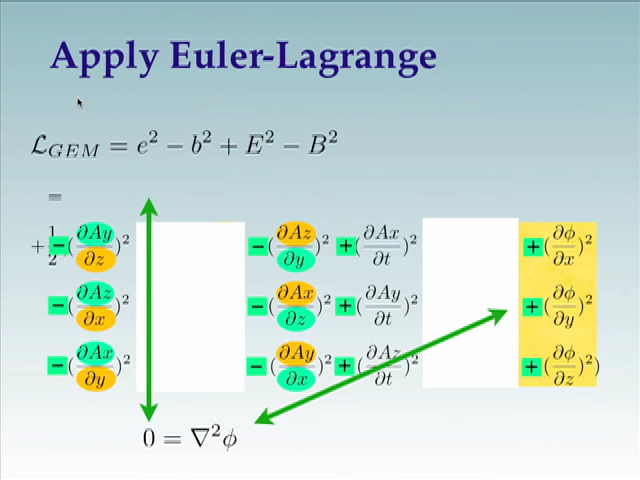 Apply Euler-Lagrange
ℒ_GEM = e² − b² + E² − B²
=
+½ −(∂Ay/∂z)² −(∂Az/∂y)² +(∂Ax/∂t)² +(∂ϕ/∂x)²
−(∂Az/∂x)² −(∂Ax/∂z)² +(∂Ay/∂t)² +(∂ϕ/∂y)²
−(∂Ax/∂y)² −(∂Ay/∂x)² +(∂Az/∂t)² +(∂ϕ/∂z)²)
0 = ∇²ϕ